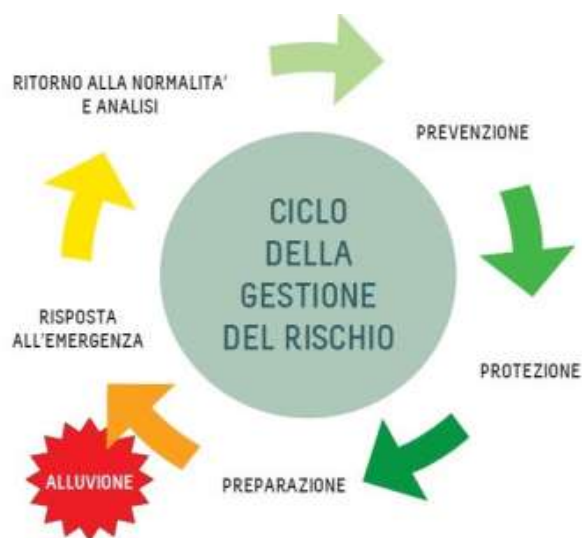 RITORNO ALLA NORMALITA'
E ANALISI
PREVENZIONE
CICLO
DELLA
GESTIONE
DEL RISCHIO
RISPOSTA
ALL'EMERGENZA
PROTEZIONE
ALLUVIONE
PREPARAZIONE